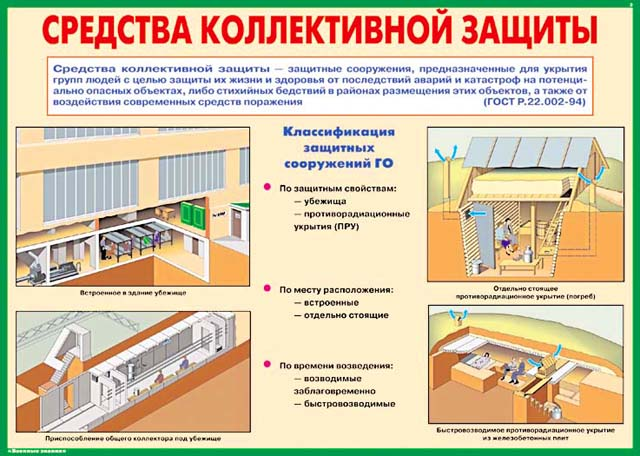 СРЕДСТВА КОЛЛЕКТИВНОЙ ЗАЩИТЫ
Средства коллективной защиты — защитные сооружения, предназначенные для укрытия
групп людей с целью защиты их жизни и здоровья от последствий аварий и катастроф на потенци-
ально опасных объектах, либо стихийных бедствий в районах размещения этих объектов, а также от
воздействия современных средств поражения (ГОСТ Р.22.002-94)
Классификация
защитных
сооружений ГО
• По защитным свойствам:
— убежища
— противорадиационные
укрытия (ПРУ)
• По месту расположения:
— встроенные
— отдельно стоящие
• По времени возведения:
— возводимые
заблаговременно
— быстровозводимые
Встроенное в здание убежище
Приспособление общего коллектора под убежище
Отдельно стоящее
противорадиационное укрытие (погреб)
Быстровозводимое противорадиационное укрытие
из железобетонных плит
«Военные знания»